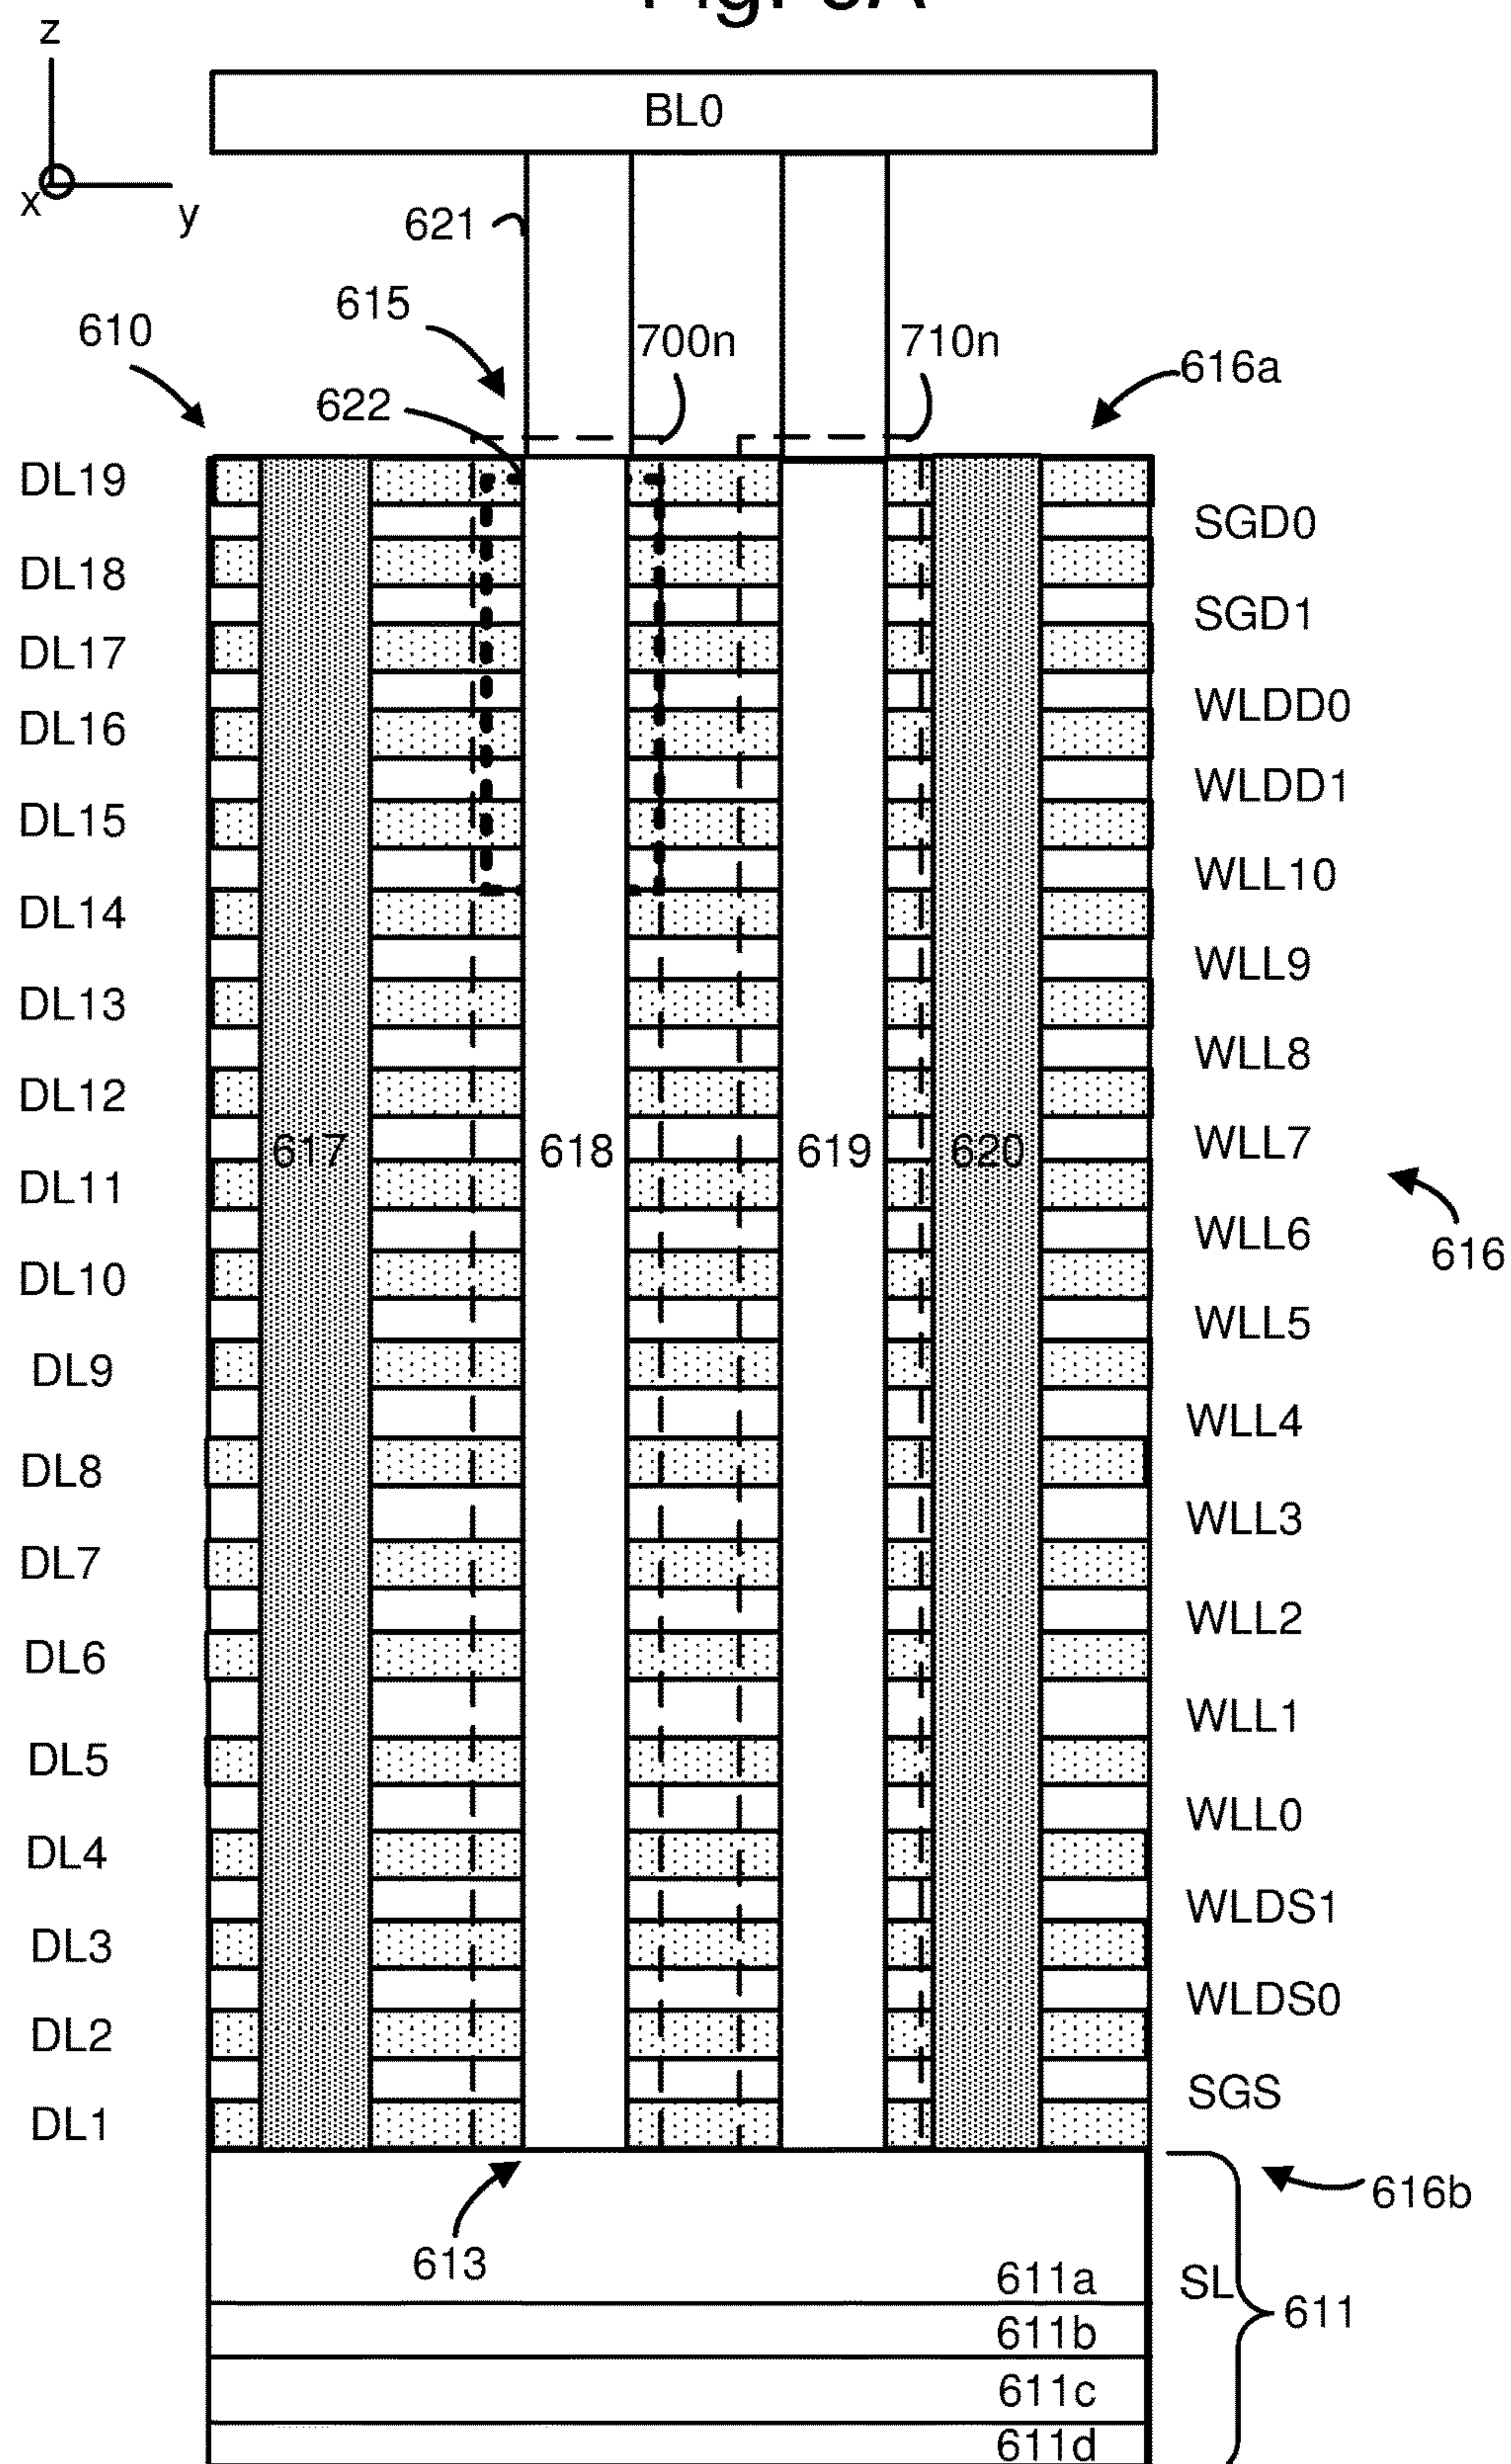 z
BL0
x
y
621
615
700n
710n
610
616a
622
DL19
SGD0
DL18
SGD1
DL17
WLDD0
DL16
WLDD1
DL15
WLL10
DL14
WLL9
DL13
WLL8
DL12
WLL7
617
618
619
620
DL11
WLL6
616
DL10
WLL5
DL9
WLL4
DL8
WLL3
DL7
WLL2
DL6
WLL1
DL5
WLL0
DL4
WLDS1
DL3
WLDS0
DL2
SGS
DL1
616b
613
611a
SL
611
611b
611c
611d